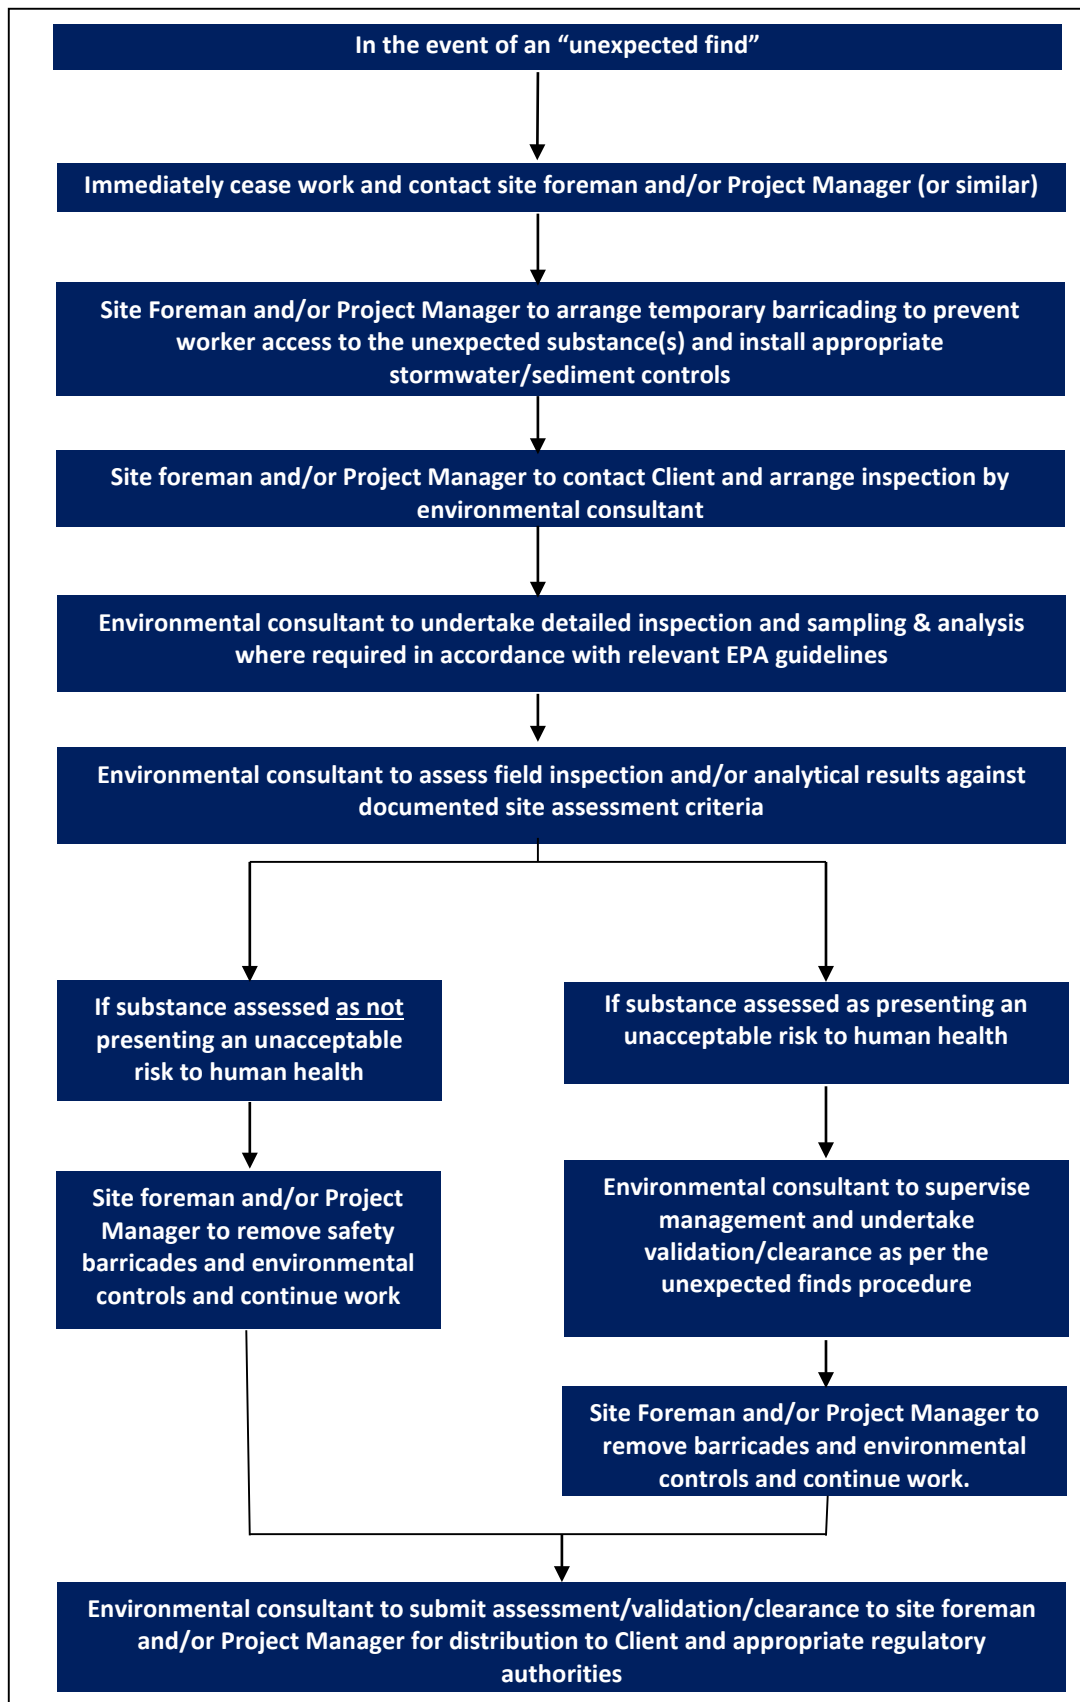 In the event of an “unexpected find”
Immediately cease work and contact site foreman and/or Project Manager (or similar)
Site Foreman and/or Project Manager to arrange temporary barricading to prevent
worker access to the unexpected substance(s) and install appropriate
stormwater/sediment controls
Site foreman and/or Project Manager to contact Client and arrange inspection by
environmental consultant
Environmental consultant to undertake detailed inspection and sampling & analysis
where required in accordance with relevant EPA guidelines
Environmental consultant to assess field inspection and/or analytical results against
documented site assessment criteria
If substance assessed as not
presenting an unacceptable
risk to human health
If substance assessed as presenting an
unacceptable risk to human health
Site foreman and/or Project
Manager to remove safety
barricades and environmental
controls and continue work
Environmental consultant to supervise
management and undertake
validation/clearance as per the
unexpected finds procedure
Site Foreman and/or Project Manager to
remove barricades and environmental
controls and continue work.
Environmental consultant to submit assessment/validation/clearance to site foreman
and/or Project Manager for distribution to Client and appropriate regulatory
authorities